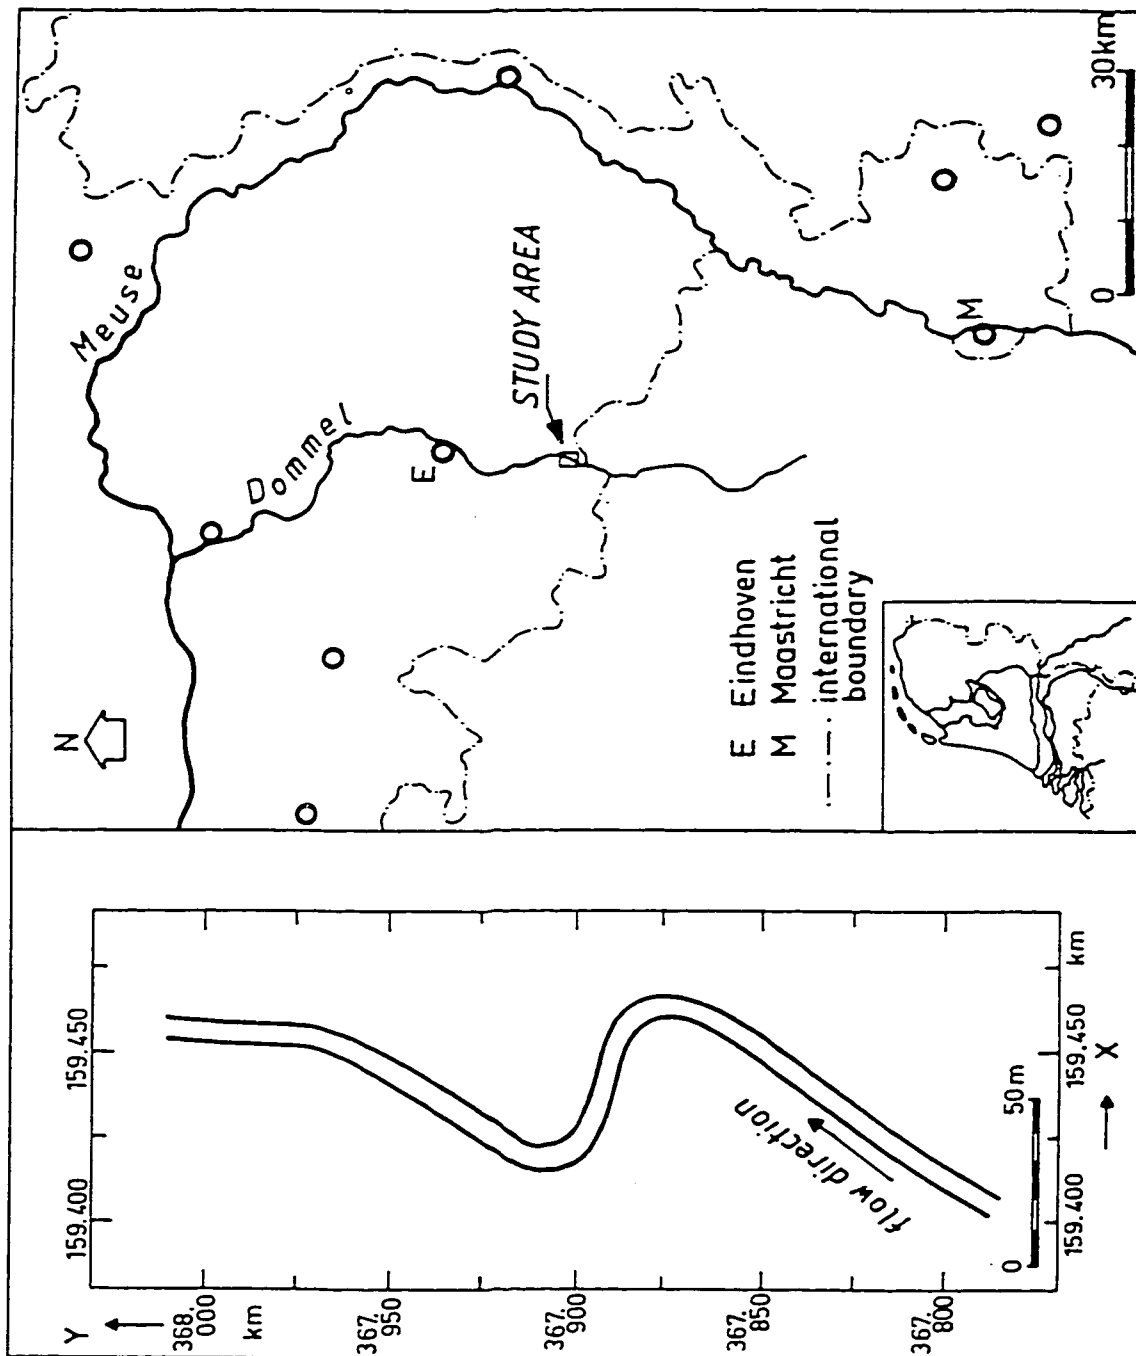 Y
368.
000
km
367.
950
367.
900
367.
850
367.
800
159.400
159.450
159.400
159.450
km
X
0
50m
flow direction
N
Meuse
Dommel
STUDY AREA
E
M
0
30km
E Eindhoven
M Maastricht
international
boundary